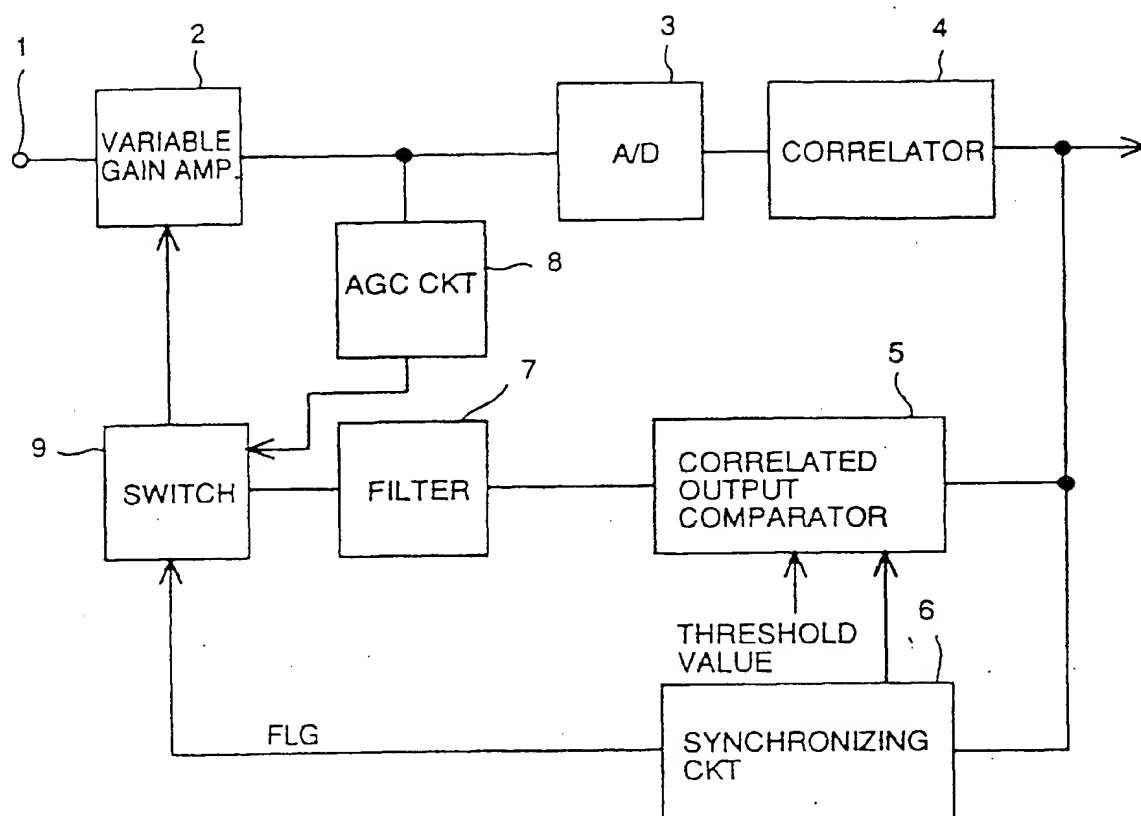 1
2
3
4
VARIABLE
GAIN AMP.
A/D
CORRELATOR
AGC CKT
8
7
5
9
SWITCH
FILTER
CORRELATED
OUTPUT
COMPARATOR
THRESHOLD
VALUE
6
FLG
SYNCHRONIZING
CKT